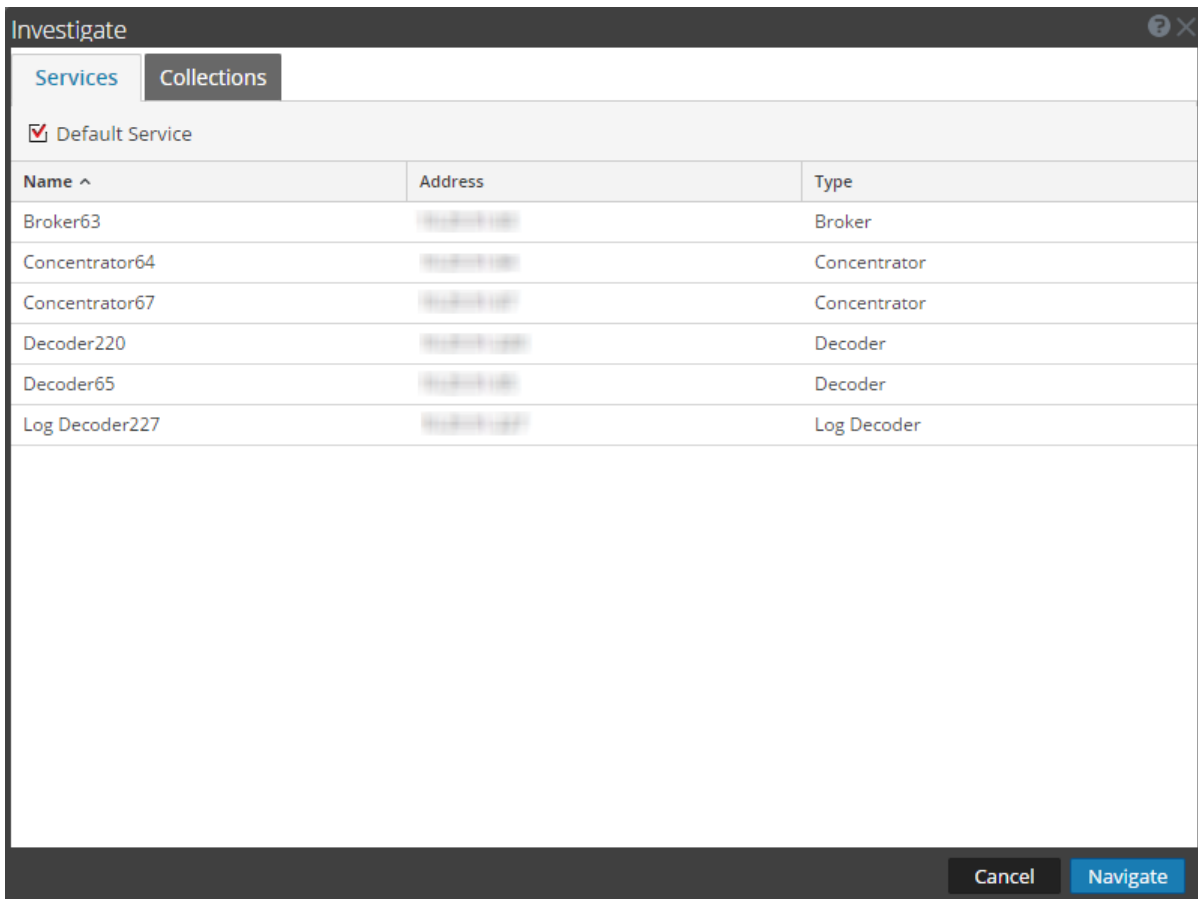 Investigate
Services Collections
Default Service
Name Address Type
Broker63 Broker
Concentrator64 Concentrator
Concentrator67 Concentrator
Decoder220 Decoder
Decoder65 Decoder
Log Decoder227 Log Decoder
Cancel Navigate